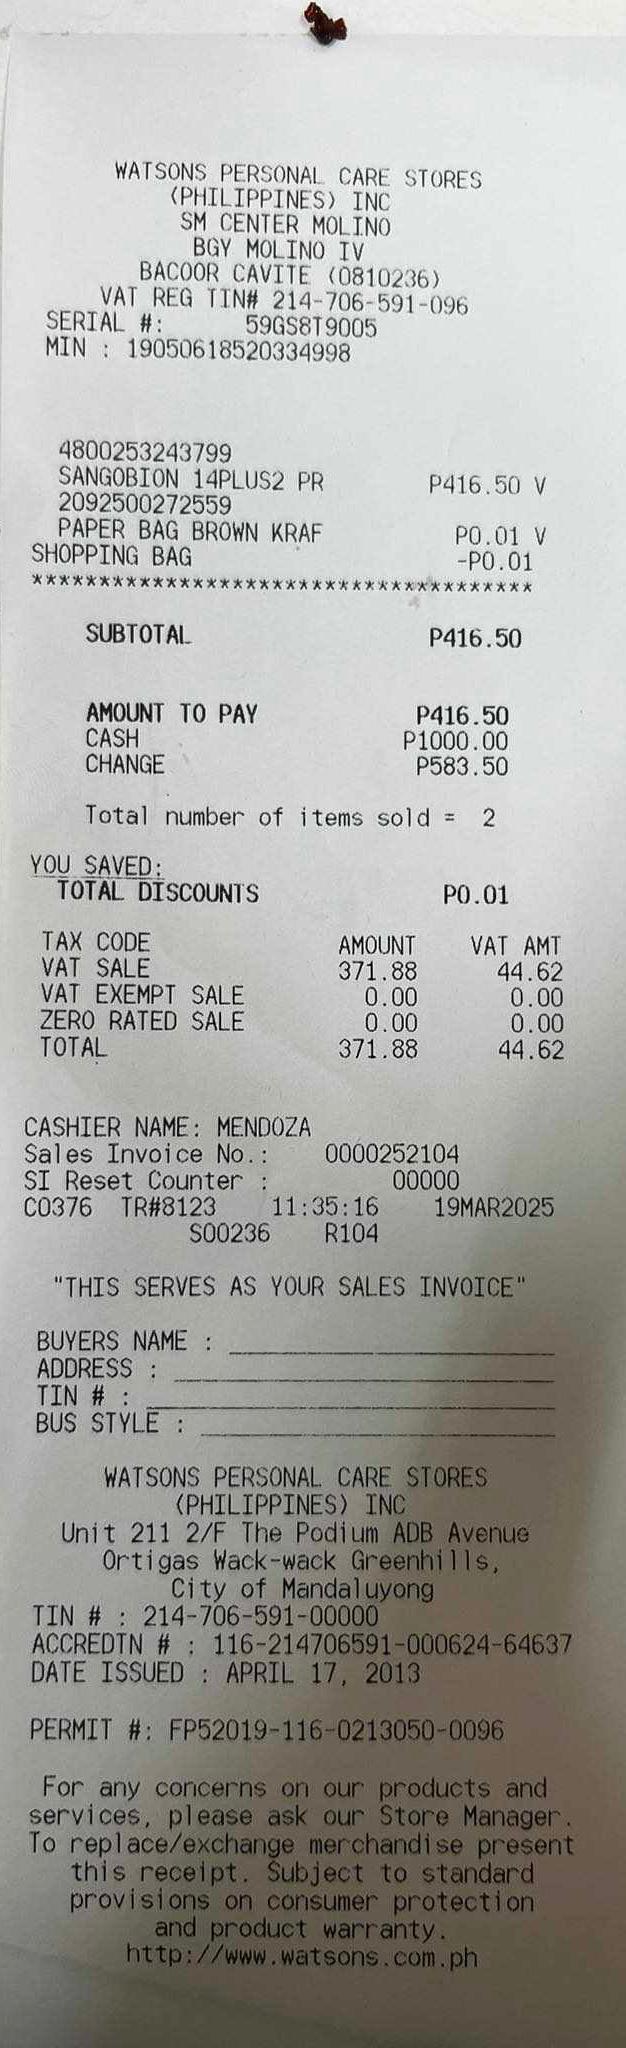 WATSONS PERSONAL CARE STORES
(PHILIPPINES) INC
SM CENTER MOLINO
BGY MOLINO IV
BACOOR CAVITE (0810236)
VAT REG TIN# 214-706-591-096
SERIAL #: 59GS8T9005
MIN : 19050618520334998
4800253243799
SANGOBION 14PLUS2 PR P416.50 V
2092500272559
PAPER BAG BROWN KRAF P0.01 V
SHOPPING BAG -P0.01
**************************************
SUBTOTAL P416.50
AMOUNT TO PAY P416.50
CASH P1000.00
CHANGE P583.50
Total number of items sold = 2
YOU SAVED:
TOTAL DISCOUNTS P0.01
TAX CODE AMOUNT VAT AMT
VAT SALE 371.88 44.62
VAT EXEMPT SALE 0.00 0.00
ZERO RATED SALE 0.00 0.00
TOTAL 371.88 44.62
CASHIER NAME: MENDOZA
Sales Invoice No.: 0000252104
SI Reset Counter : 00000
C0376 TR#8123 11:35:16 19MAR2025
S00236 R104
"THIS SERVES AS YOUR SALES INVOICE"
BUYERS NAME :
ADDRESS :
TIN # :
BUS STYLE :
WATSONS PERSONAL CARE STORES
(PHILIPPINES) INC
Unit 211 2/F The Podium ADB Avenue
Ortigas Wack-wack Greenhills,
City of Mandaluyong
TIN # : 214-706-591-00000
ACCREDTN # : 116-214706591-000624-64637
DATE ISSUED : APRIL 17, 2013
PERMIT #: FP52019-116-0213050-0096
For any concerns on our products and
services, please ask our Store Manager.
To replace/exchange merchandise present
this receipt. Subject to standard
provisions on consumer protection
and product warranty.
http://www.watsons.com.ph